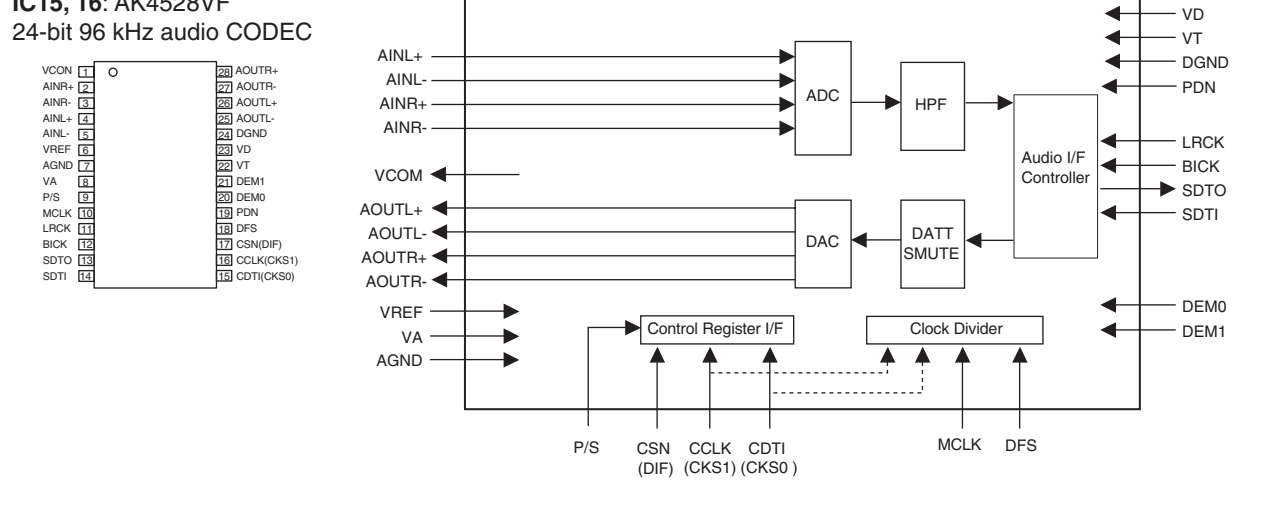 IC15, 16: AK4528VF
24-bit 96 kHz audio CODEC
VCON 1
AINR+ 2
AINR- 3
AINL+ 4
AINL- 5
VREF 6
AGND 7
VA 8
P/S 9
MCLK 10
LRCK 11
BICK 12
SDTO 13
SDTI 14
28 AOUTR+
27 AOUTR-
26 AOUTL+
25 AOUTL-
24 DGND
23 VD
22 VT
21 DEM1
20 DEM0
19 PDN
18 DFS
17 CSN(DIF)
16 CCLK(CKS1)
15 CDTI(CKS0)
AINL+
AINL-
AINR+
AINR-
VCOM
AOUTL+
AOUTL-
AOUTR+
AOUTR-
VREF
VA
AGND
ADC
HPF
Audio I/F
Controller
DAC
DATT
SMUTE
Control Register I/F
Clock Divider
VD
VT
DGND
PDN
LRCK
BICK
SDTO
SDTI
DEM0
DEM1
P/S
CSN
(DIF)
CCLK
(CKS1)
CDTI
(CKS0 )
MCLK
DFS